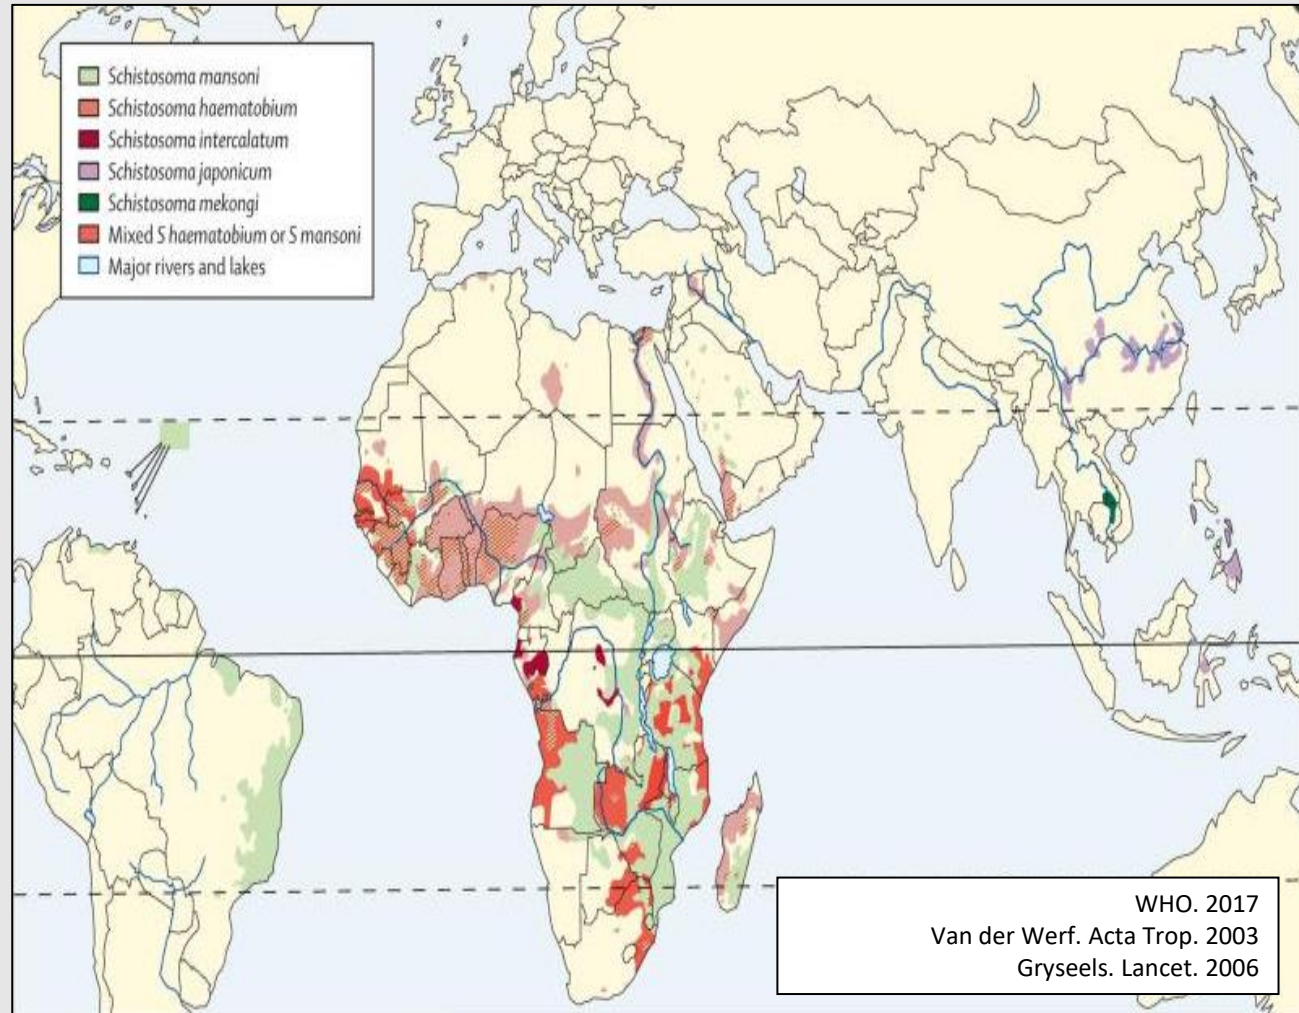 Schistosoma mansoni
Schistosoma haematobium
Schistosoma intercalatum
Schistosoma japonicum
Schistosoma mekongi
Mixed S haematobium or S mansoni
Major rivers and lakes
WHO. 2017
Van der Werf. Acta Trop. 2003
Gryseels. Lancet. 2006